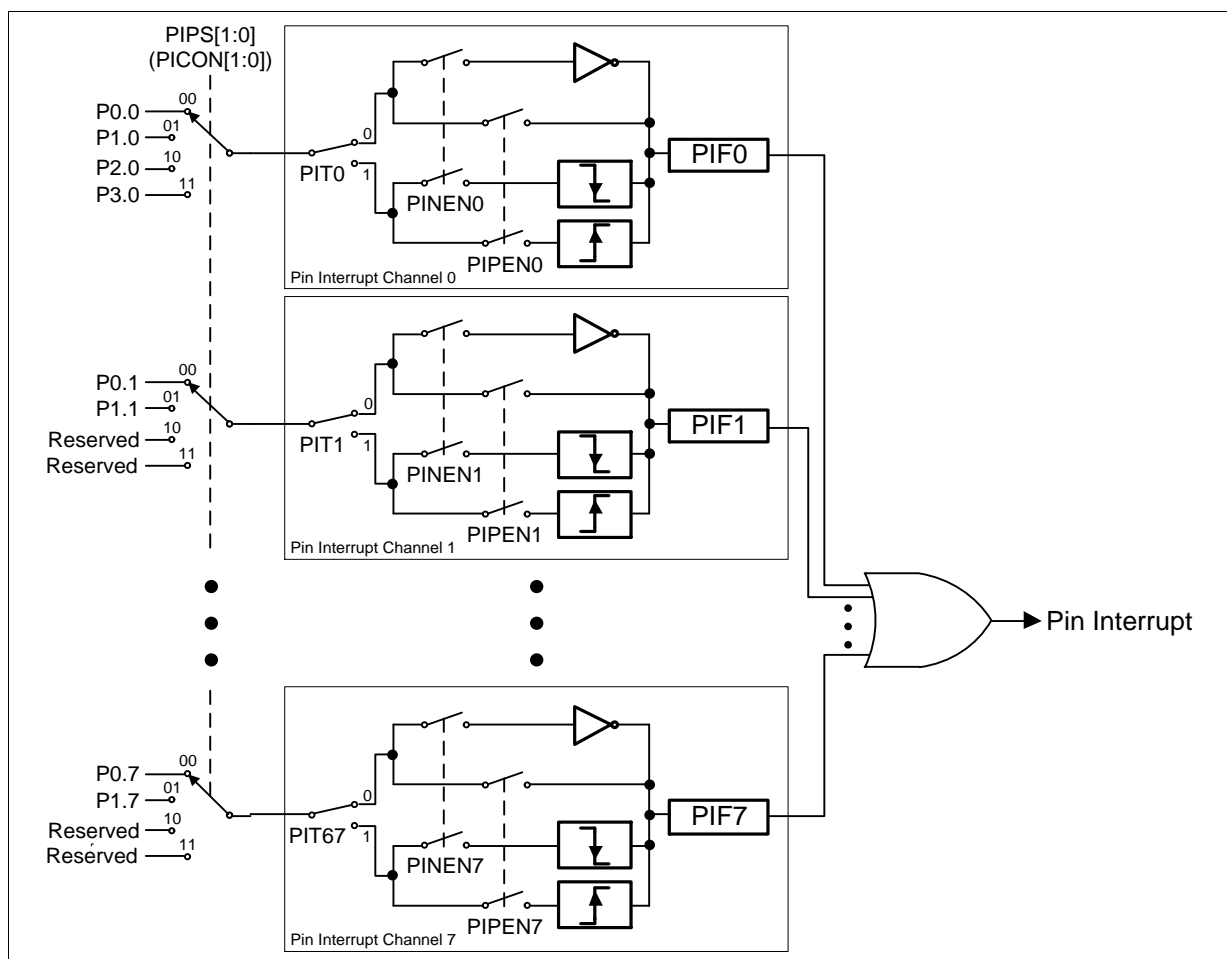 PIPS[1:0]
(PICON[1:0])
00
P0.0
01
P1.0
10
P2.0
11
P3.0
0
PIT0
1
PINEN0
PIPEN0
PIF0
Pin Interrupt Channel 0
00
P0.1
01
P1.1
10
Reserved
11
Reserved
0
PIT1
1
PINEN1
PIPEN1
PIF1
Pin Interrupt Channel 1
Pin Interrupt
00
P0.7
01
P1.7
10
Reserved
11
Reserved
0
PIT67
1
PINEN7
PIPEN7
PIF7
Pin Interrupt Channel 7